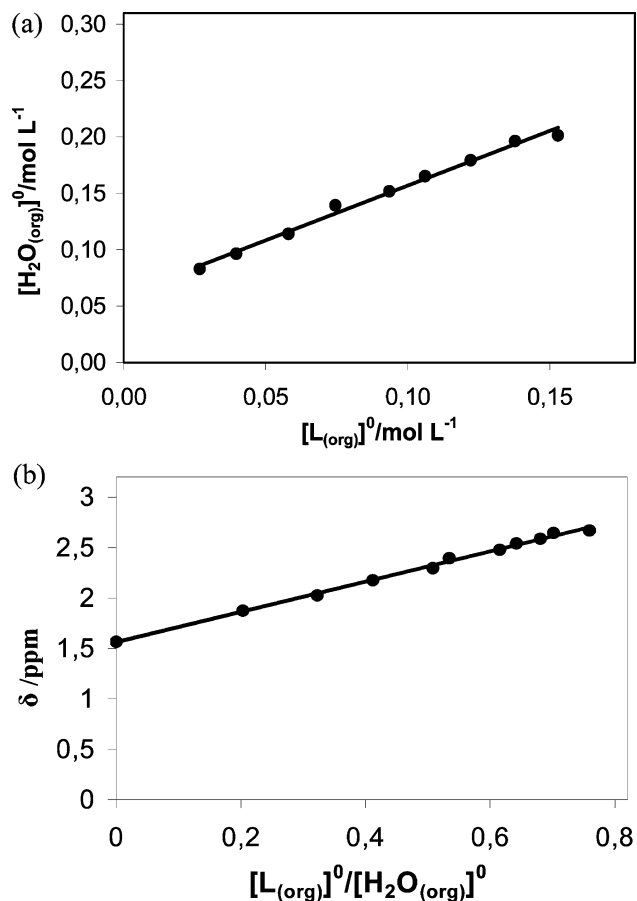 (a)
0,30
0,25
0,20
0,15
0,10
0,05
0,00
[H₂O₍org₎]⁰/mol L⁻¹
0,00 0,05 0,10 0,15
[L₍org₎]⁰/mol L⁻¹
(b)
3
2,5
2
1,5
1
0,5
0
δ /ppm
0 0,2 0,4 0,6 0,8
[L₍org₎]⁰/[H₂O₍org₎]⁰